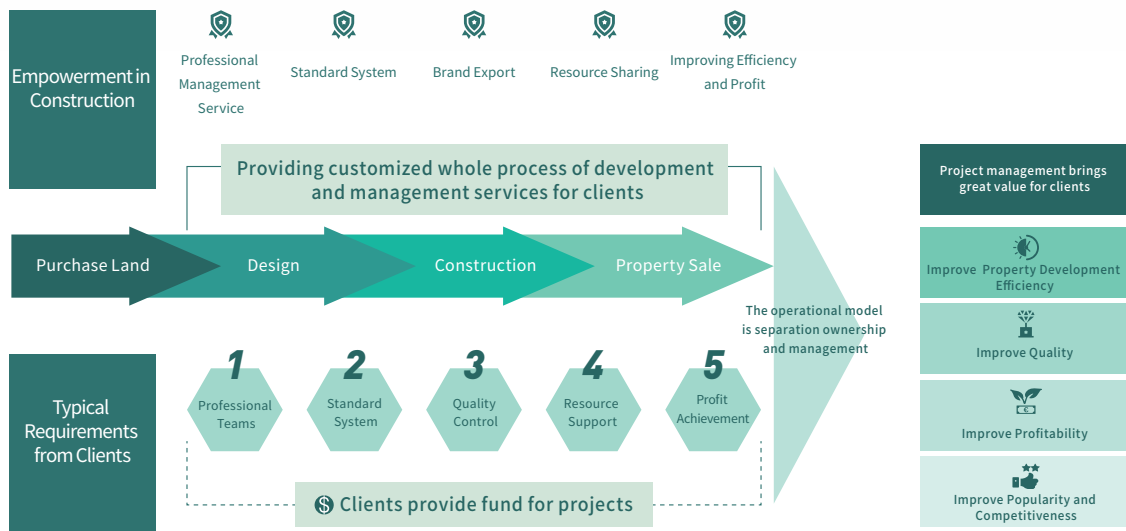 Empowerment in
Construction
Professional
Management
Service
Standard System
Brand Export
Resource Sharing
Improving Efficiency
and Profit
Providing customized whole process of development
and management services for clients
Purchase Land
Design
Construction
Property Sale
The operational model
is separation ownership
and management
Typical
Requirements
from Clients
1
Professional
Teams
2
Standard
System
3
Quality
Control
4
Resource
Support
5
Profit
Achievement
$ Clients provide fund for projects
Project management brings
great value for clients
Improve Property Development
Efficiency
Improve Quality
Improve Profitability
Improve Popularity and
Competitiveness